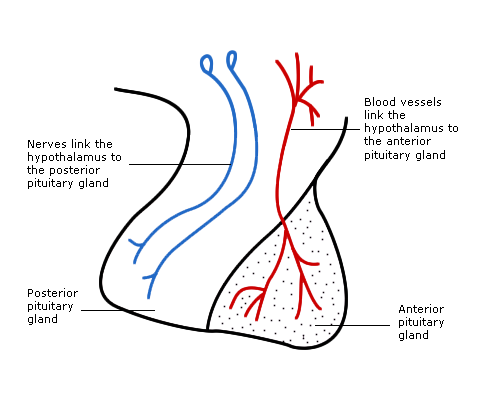 Blood vessels
link the
hypothalamus to
the anterior
pituitary gland
Nerves link the
hypothalamus to
the posterior
pituitary gland
Posterior
pituitary
gland
Anterior
pituitary
gland